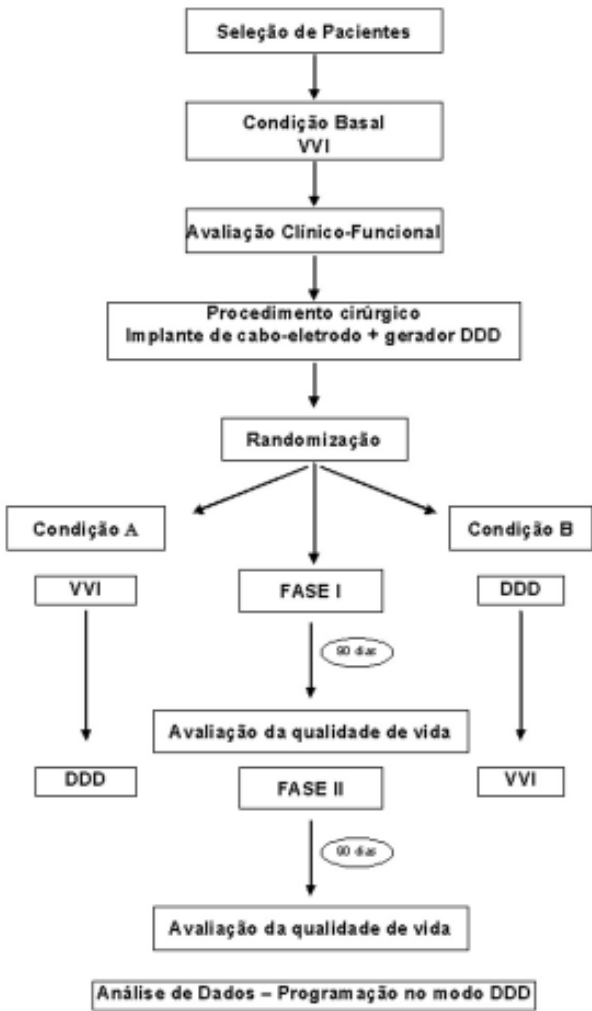 Seleção de Pacientes
Condição Basal
VVI
Avaliação Clínico-Funcional
Procedimento cirúrgico
Implante de cabo-eletrodo + gerador DDD
Randomização
Condição A
Condição B
VVI
FASE I
DDD
90 dias
Avaliação da qualidade de vida
DDD
FASE II
VVI
90 dias
Avaliação da qualidade de vida
Análise de Dados – Programação no modo DDD